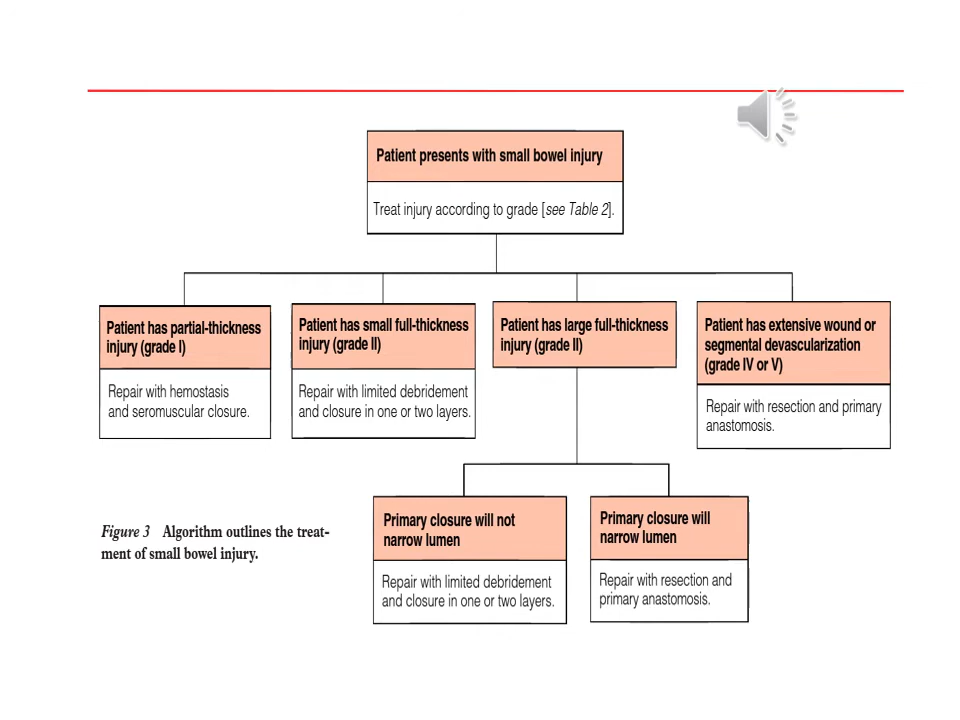 Patient presents with small bowel injury
Treat injury according to grade [see Table 2].
Patient has partial-thickness
injury (grade I)
Repair with hemostasis
and seromuscular closure.
Patient has small full-thickness
injury (grade II)
Repair with limited debridement
and closure in one or two layers.
Patient has large full-thickness
injury (grade II)
Patient has extensive wound or
segmental devascularization
(grade IV or V)
Repair with resection and primary
anastomosis.
Primary closure will not
narrow lumen
Repair with limited debridement
and closure in one or two layers.
Primary closure will
narrow lumen
Repair with resection and
primary anastomosis.
Figure 3 Algorithm outlines the treat-
ment of small bowel injury.